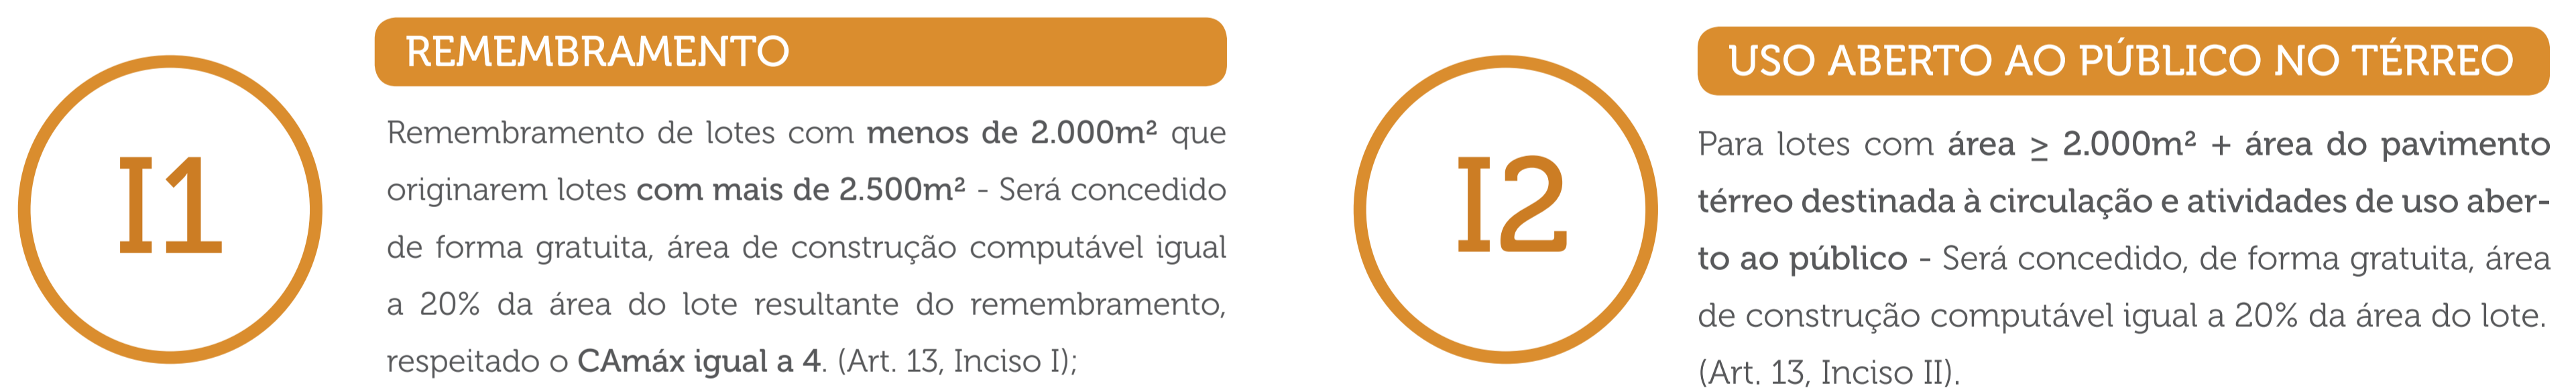 I1
REMEMBRAMENTO
Remembramento de lotes com menos de 2.000m² que
originarem lotes com mais de 2.500m² - Será concedido
de forma gratuita, área de construção computável igual
a 20% da área do lote resultante do remembramento,
respeitado o CAmáx igual a 4. (Art. 13, Inciso I);
I2
USO ABERTO AO PÚBLICO NO TÉRREO
Para lotes com área ≥ 2.000m² + área do pavimento
térreo destinada à circulação e atividades de uso aber-
to ao público - Será concedido, de forma gratuita, área
de construção computável igual a 20% da área do lote.
(Art. 13, Inciso II).